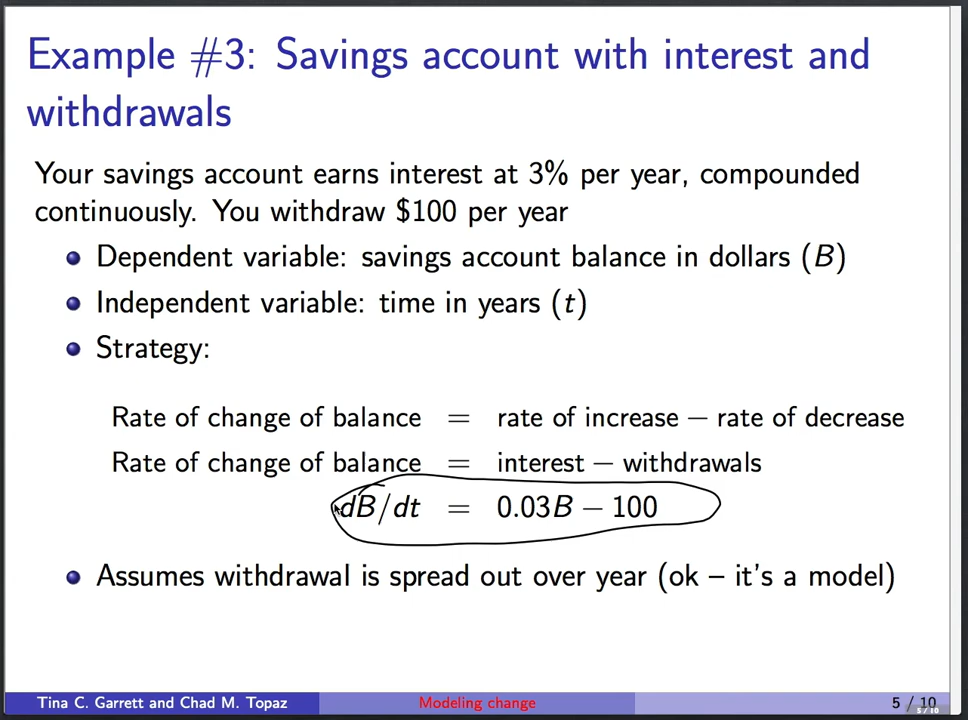 Example #3: Savings account with interest and
withdrawals
Your savings account earns interest at 3% per year, compounded
continuously. You withdraw $100 per year
Dependent variable: savings account balance in dollars (B)
Independent variable: time in years (t)
Strategy:
Rate of change of balance = rate of increase − rate of decrease
Rate of change of balance = interest − withdrawals
dB/dt = 0.03B − 100
Assumes withdrawal is spread out over year (ok – it's a model)
Tina C. Garrett and Chad M. Topaz Modeling change 5 / 10
5 / 10